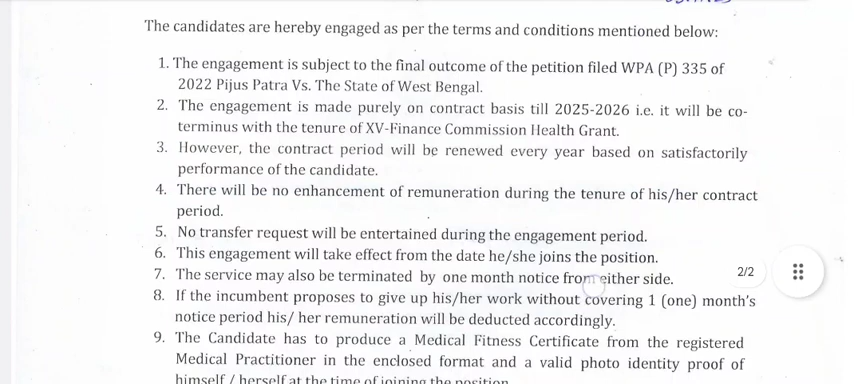 The candidates are hereby engaged as per the terms and conditions mentioned below:
1. The engagement is subject to the final outcome of the petition filed WPA (P) 335 of
2022 Pijus Patra Vs. The State of West Bengal.
2. The engagement is made purely on contract basis till 2025-2026 i.e. it will be co-
terminus with the tenure of XV-Finance Commission Health Grant.
3. However, the contract period will be renewed every year based on satisfactorily
performance of the candidate.
4. There will be no enhancement of remuneration during the tenure of his/her contract
period.
5. No transfer request will be entertained during the engagement period.
6. This engagement will take effect from the date he/she joins the position.
7. The service may also be terminated by one month notice from either side.
2/2
8. If the incumbent proposes to give up his/her work without covering 1 (one) month's
notice period his/ her remuneration will be deducted accordingly.
9. The Candidate has to produce a Medical Fitness Certificate from the registered
Medical Practitioner in the enclosed format and a valid photo identity proof of
himself / herself at the time of joining the position